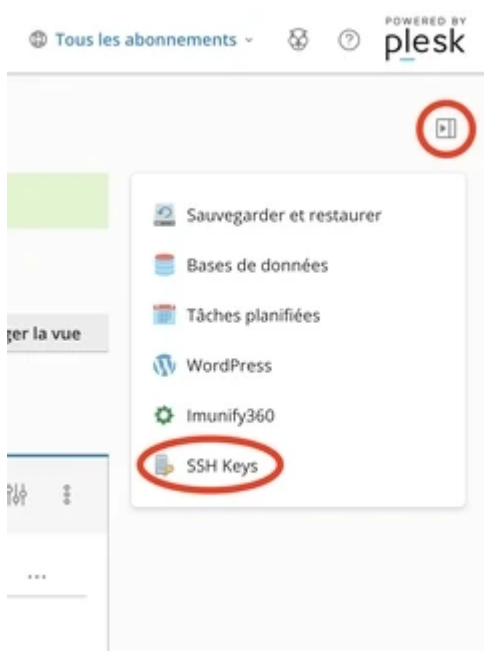 Tous les abonnements
POWERED BY
plesk
Sauvegarder et restaurer
Bases de données
ger la vue
Tâches planifiées
WordPress
Imunify360
SSH Keys